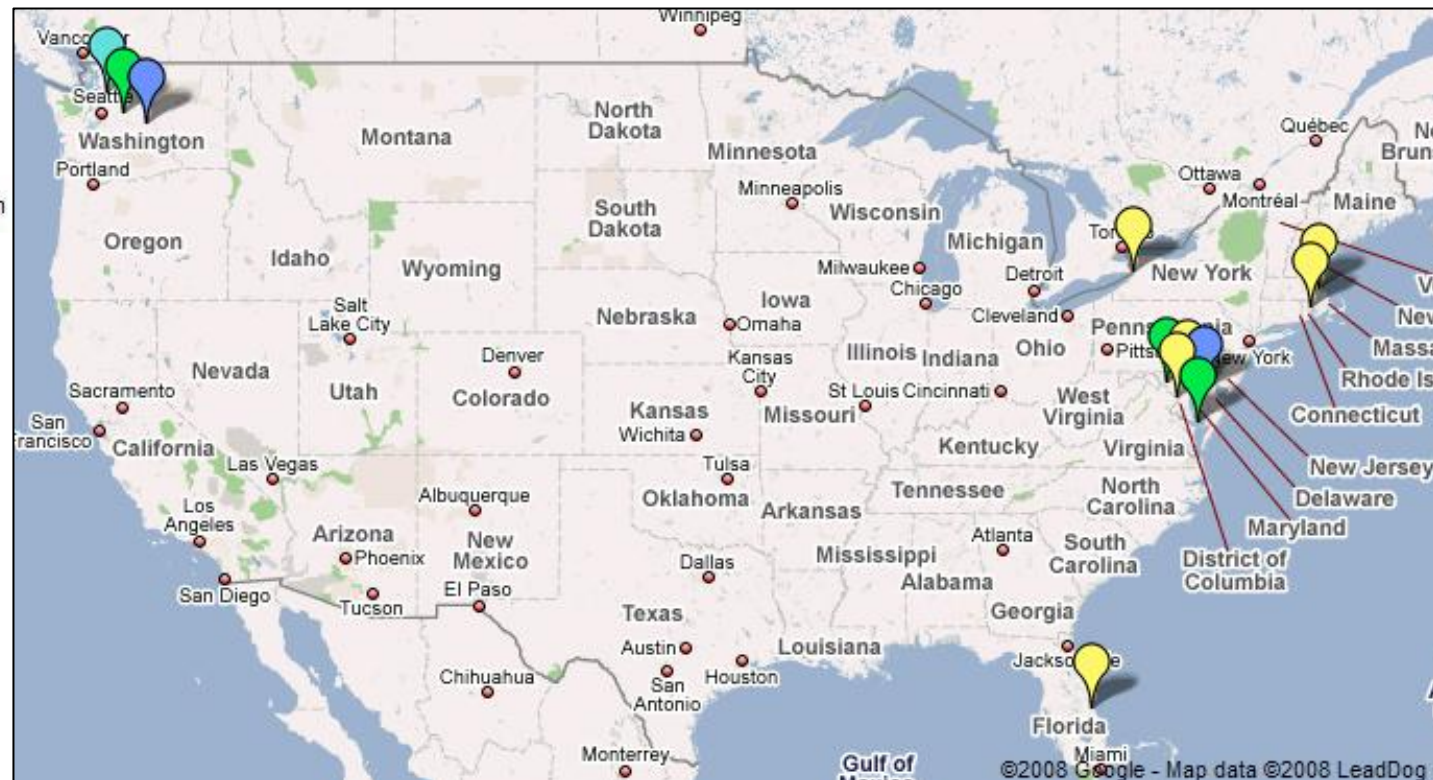 Winnipeg
Québec
North
Dakota
Montana
Seattle
Washington
Minnesota
Ottawa
Portland
Montréal
Maine
Minneapolis
South
Dakota
Wisconsin
Oregon
Michigan
Idaho
Wyoming
New York
Milwaukee
Detroit
Chicago
Iowa
Salt
Lake City
Nebraska
Omaha
Cleveland
Illinois
Indiana
Ohio
Nevada
Denver
Kansas
City
Rhode Is
Sacramento
Utah
Colorado
St Louis
Cincinnati
West
Virginia
San
Francisco
California
Kansas
Missouri
Connecticut
Wichita
Kentucky
Virginia
Las Vegas
Tulsa
New Jersey
Albuquerque
Oklahoma
Tennessee
North
Carolina
Delaware
Los
Angeles
Arkansas
Maryland
Arizona
New
Mexico
Atlanta
South
Carolina
Phoenix
Mississippi
Alabama
District of
Columbia
Dallas
San Diego
El Paso
Tucson
Texas
Georgia
Austin
Louisiana
Houston
Chihuahua
San
Antonio
Florida
Monterrey
Gulf of
Miami
©2008 Google - Map data ©2008 LeadDog